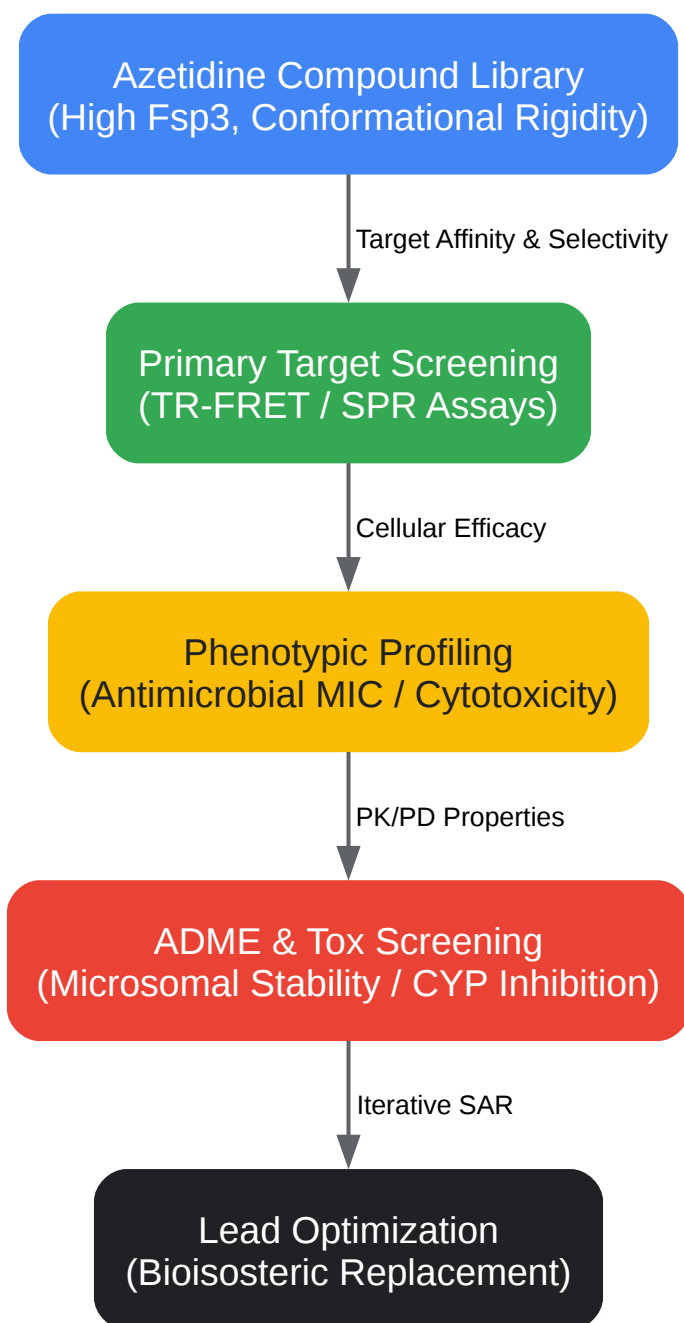 Azetidine Compound Library
(High Fsp3, Conformational Rigidity)
Target Affinity & Selectivity
Primary Target Screening
(TR-FRET / SPR Assays)
Cellular Efficacy
Phenotypic Profiling
(Antimicrobial MIC / Cytotoxicity)
PK/PD Properties
ADME & Tox Screening
(Microsomal Stability / CYP Inhibition)
Iterative SAR
Lead Optimization
(Bioisosteric Replacement)